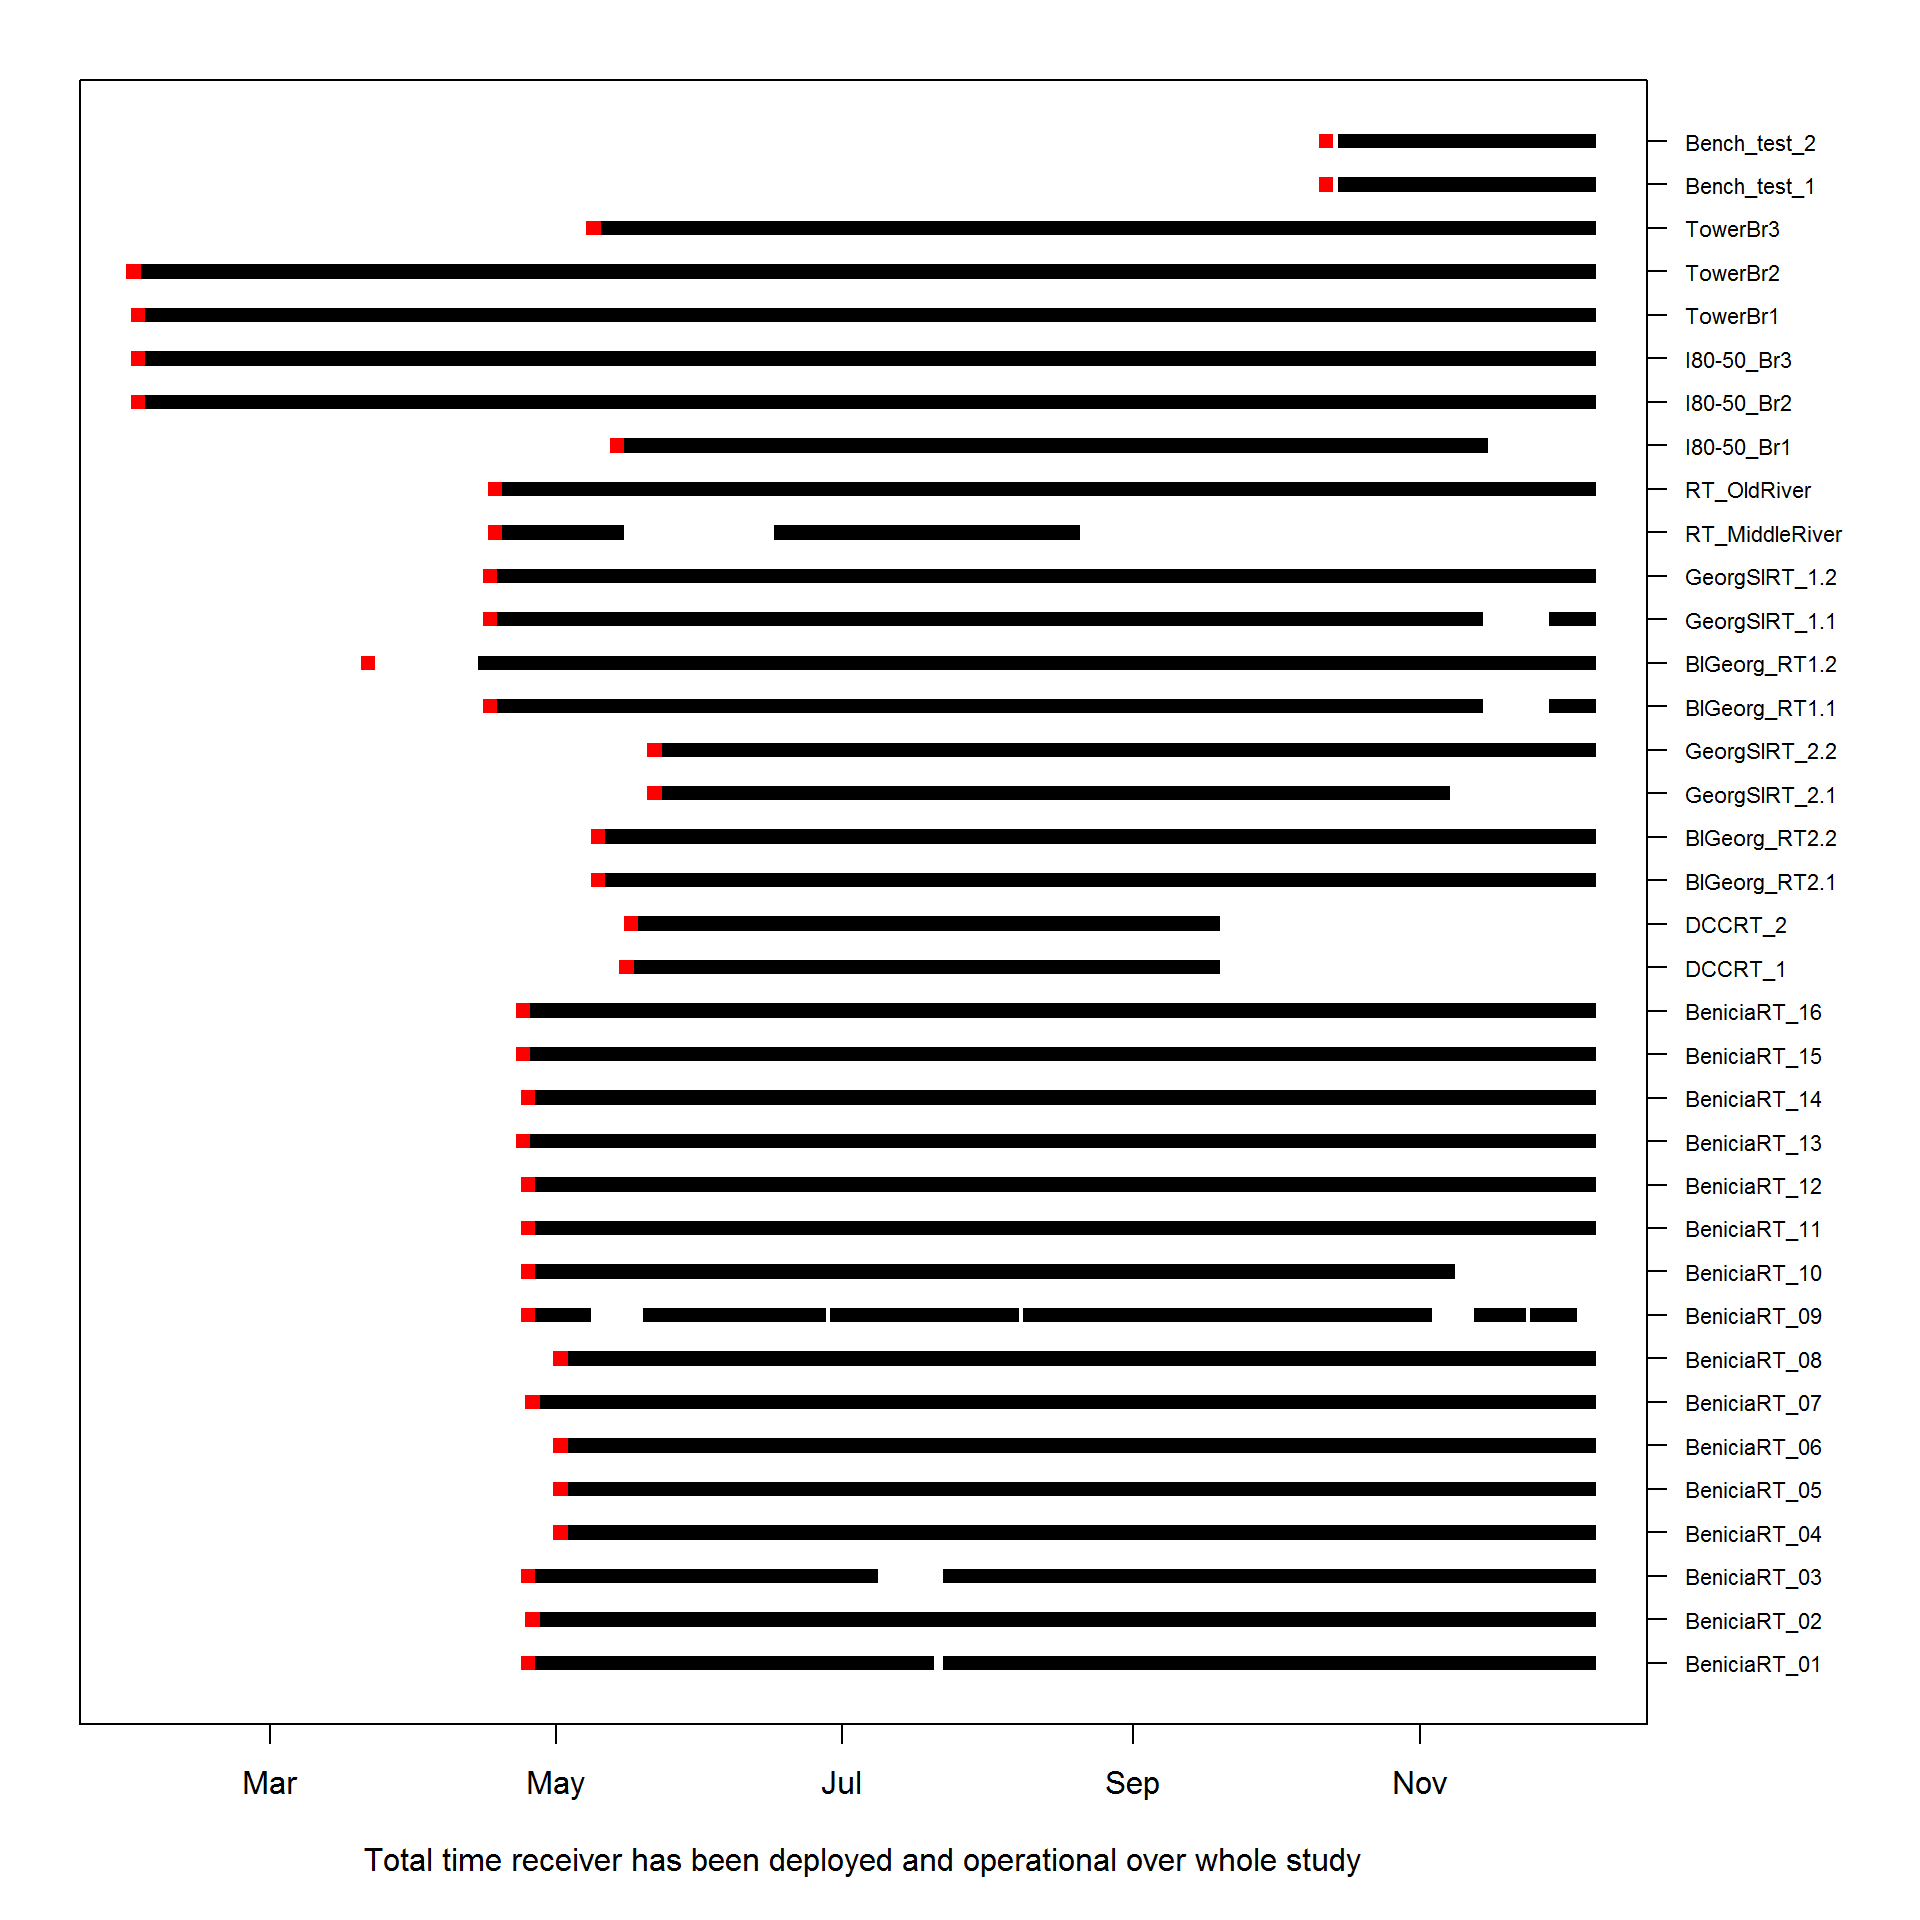 Bench_test_2
Bench_test_1
TowerBr3
TowerBr2
TowerBr1
I80-50_Br3
I80-50_Br2
I80-50_Br1
RT_OldRiver
RT_MiddleRiver
GeorgSlRT_1.2
GeorgSlRT_1.1
BlGeorg_RT1.2
BlGeorg_RT1.1
GeorgSlRT_2.2
GeorgSlRT_2.1
BlGeorg_RT2.2
BlGeorg_RT2.1
DCCRT_2
DCCRT_1
BeniciaRT_16
BeniciaRT_15
BeniciaRT_14
BeniciaRT_13
BeniciaRT_12
BeniciaRT_11
BeniciaRT_10
BeniciaRT_09
BeniciaRT_08
BeniciaRT_07
BeniciaRT_06
BeniciaRT_05
BeniciaRT_04
BeniciaRT_03
BeniciaRT_02
BeniciaRT_01
Mar May Jul Sep Nov
Total time receiver has been deployed and operational over whole study